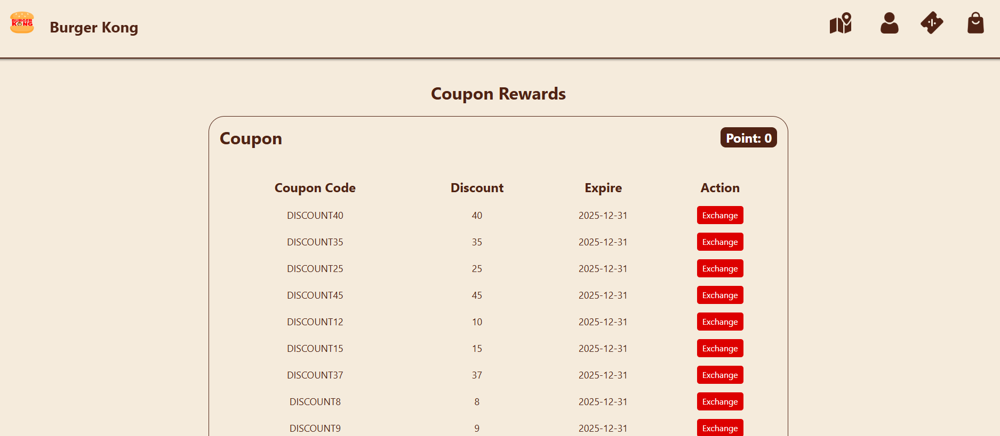 BURGER
KONG
Burger Kong
Coupon Rewards
Coupon
Point: 0
Coupon Code Discount Expire Action
DISCOUNT40 40 2025-12-31 Exchange
DISCOUNT35 35 2025-12-31 Exchange
DISCOUNT25 25 2025-12-31 Exchange
DISCOUNT45 45 2025-12-31 Exchange
DISCOUNT12 10 2025-12-31 Exchange
DISCOUNT15 15 2025-12-31 Exchange
DISCOUNT37 37 2025-12-31 Exchange
DISCOUNT8 8 2025-12-31 Exchange
DISCOUNT9 9 2025-12-31 Exchange